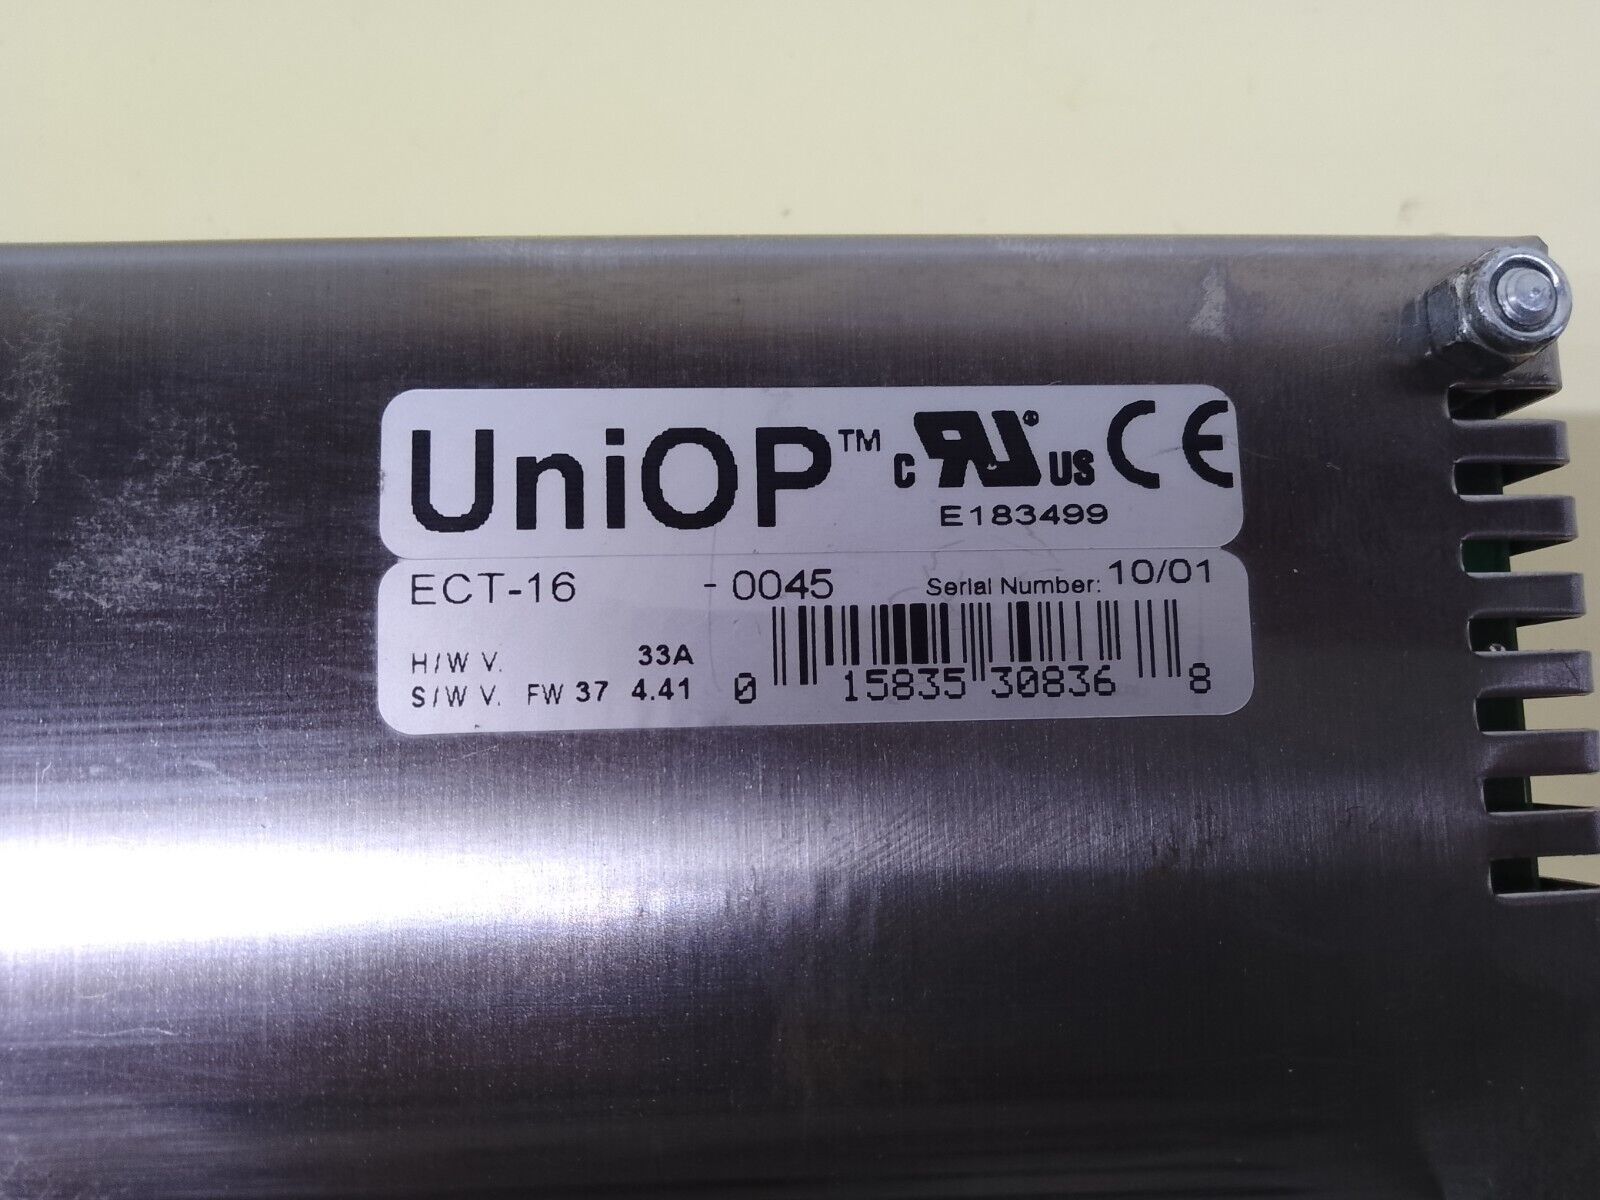 UniOP™ c RU® US CE
E183499
ECT-16 - 0045 Serial Number: 10/01
H/W V. 33A
S/W V. FW 37 4.41 0 15835 30836 8